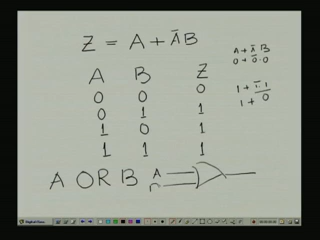 Z = A + A̅B
A B Z
0 0 0
0 1 1
1 0 1
1 1 1
A OR B
A
A + A̅ B
0 + 0̅·0
1 + 1̅·1
1 + 0